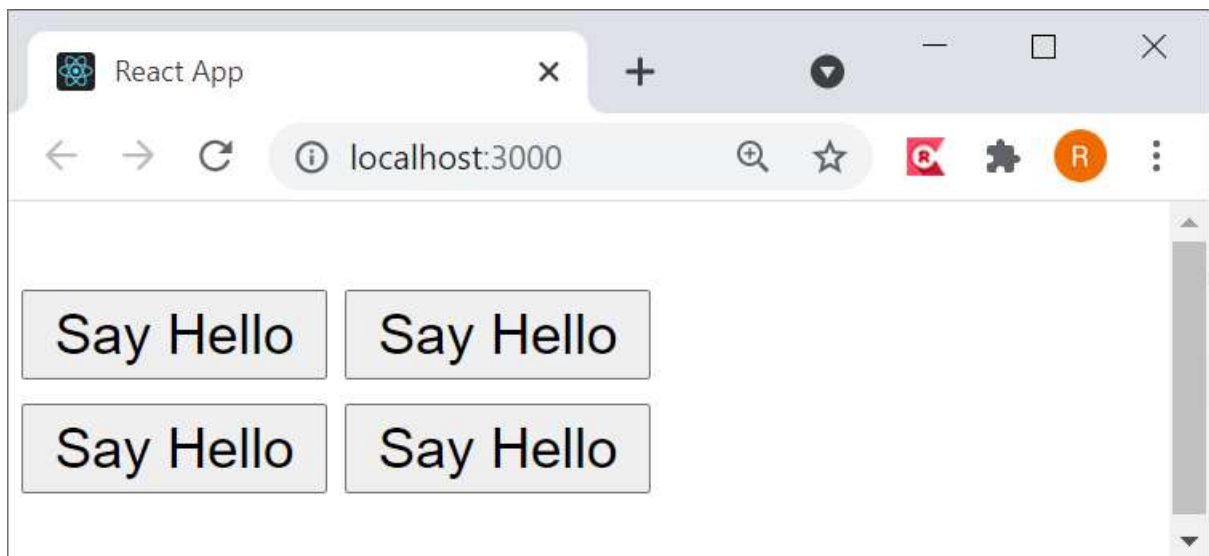 React App
localhost:3000
R R
Say Hello Say Hello
Say Hello Say Hello